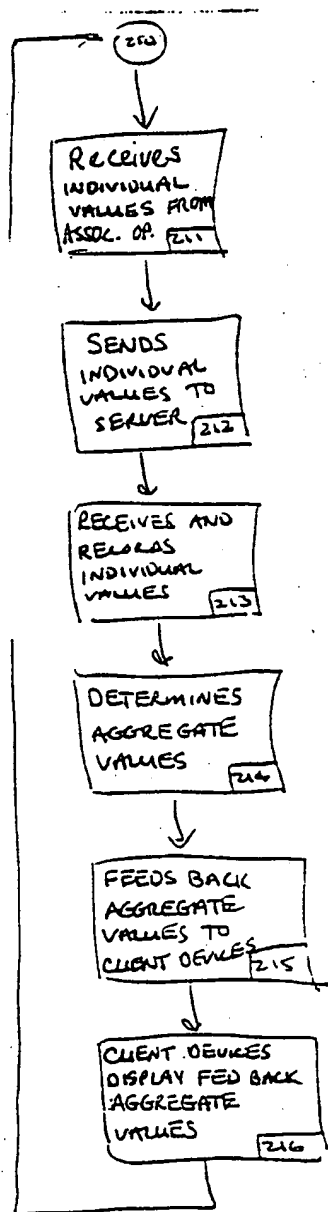 250
Receives
INDIVIDUAL
VALUES FROM
ASSOC. OP.
211
SENDS
INDIVIDUAL
VALUES TO
SERVER
212
RECEIVES AND
RECORDS
INDIVIDUAL
VALUES
213
DETERMINES
AGGREGATE
VALUES
214
FEEDS BACK
AGGREGATE
VALUES TO
CLIENT DEVICES
215
CLIENT DEVICES
DISPLAY FED BACK
AGGREGATE
VALUES
216